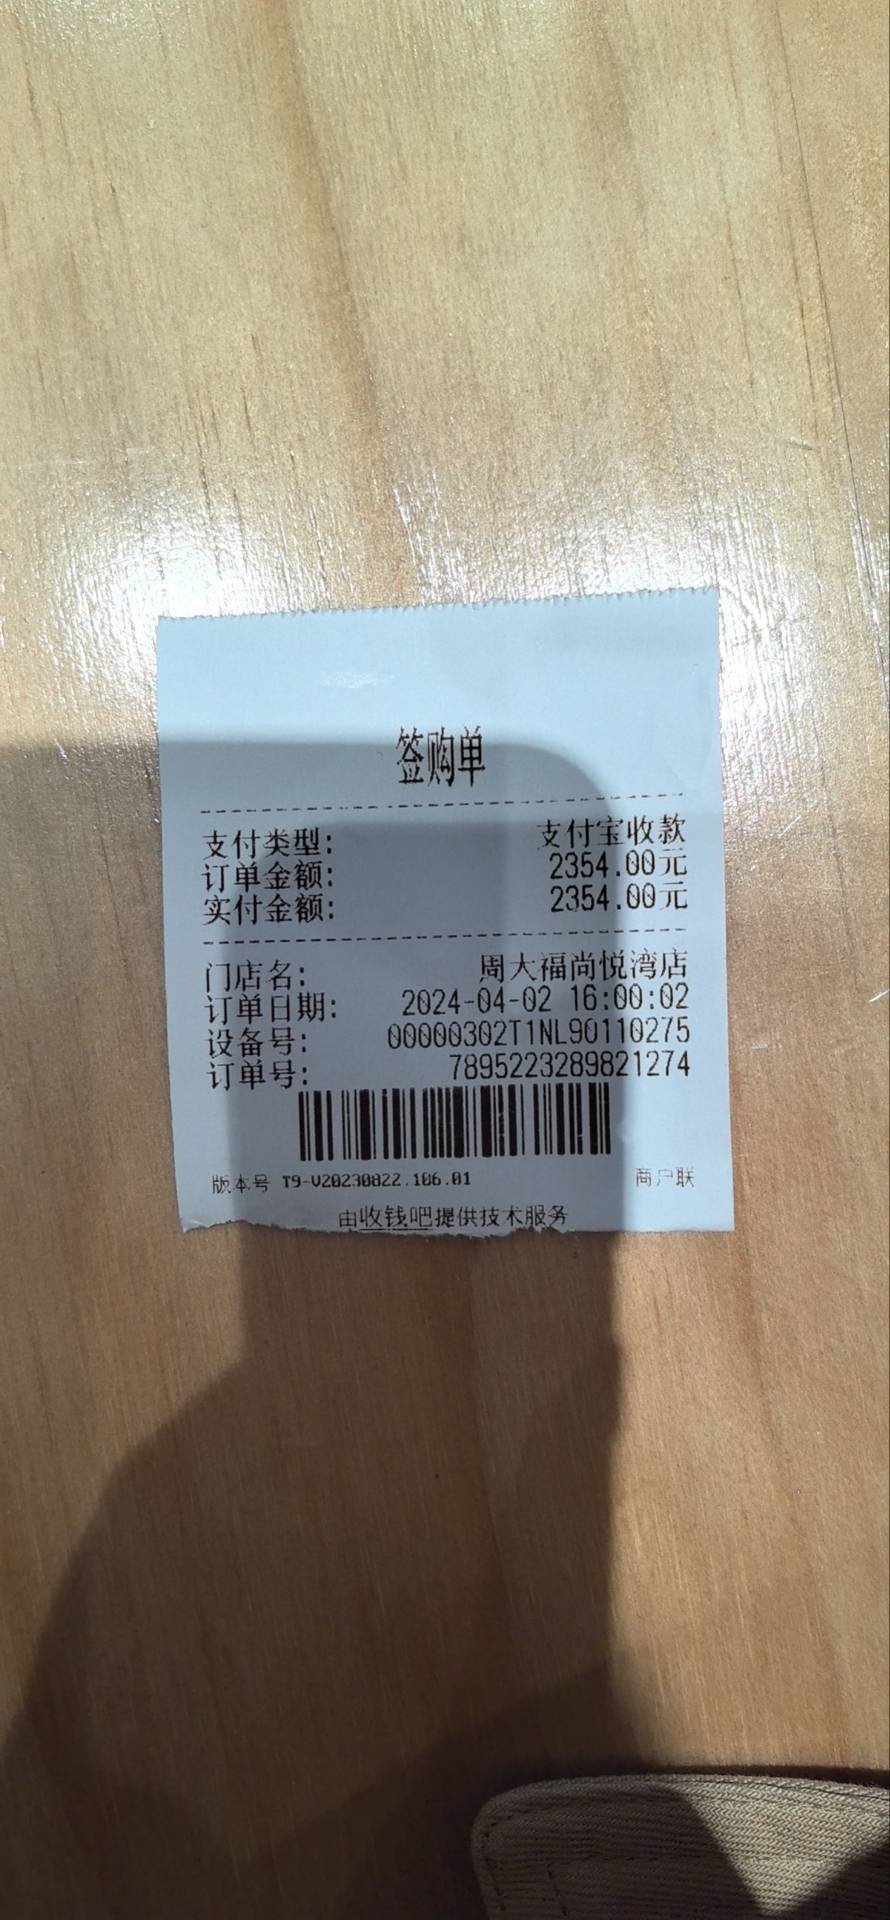 签购单
支付类型: 支付宝收款
订单金额: 2354.00元
实付金额: 2354.00元
门店名: 周大福尚悦湾店
订单日期: 2024-04-02 16:00:02
设备号: 00000302T1NL90110275
订单号: 7895223289821274
版本号 T9-V20230822.106.01 商户联
由收钱吧提供技术服务